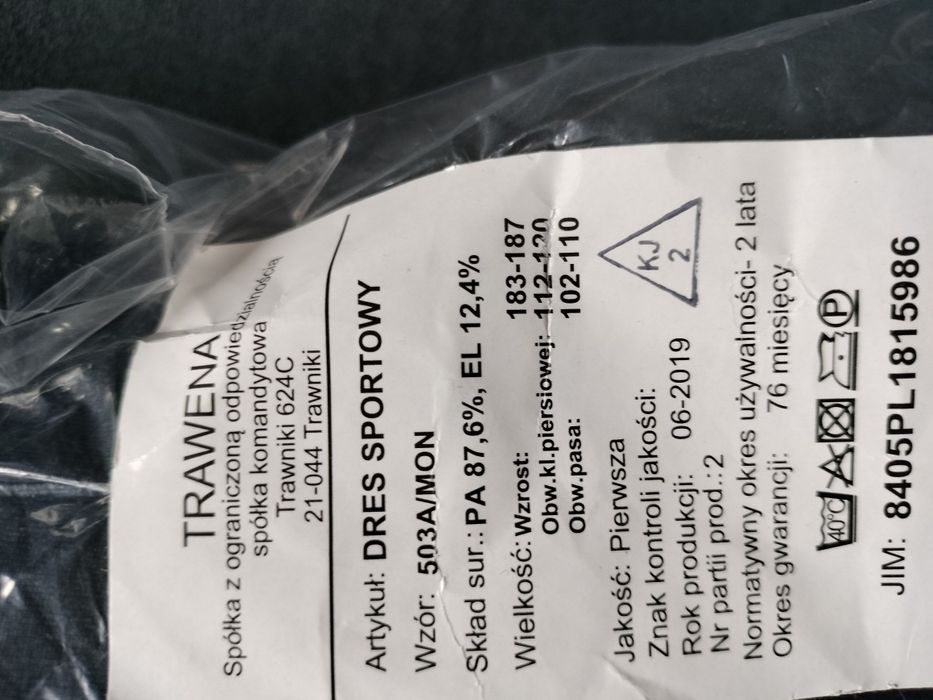 TRAWENA
Spółka z ograniczoną odpowiedzialnością
spółka komandytowa
Trawniki 624C
21-044 Trawniki
Artykuł: DRES SPORTOWY
Wzór: 503A/MON
Skład sur.: PA 87,6%, EL 12,4%
Wielkość: Wzrost: 183-187
Obw.kl.piersiowej: 112-120
Obw.pasa: 102-110
Jakość: Pierwsza
Znak kontroli jakości: KJ 2
Rok produkcji: 06-2019
Nr partii prod.: 2
Normatywny okres używalności- 2 lata
Okres gwarancji: 76 miesięcy
40°C P
JIM: 8405PL1815986